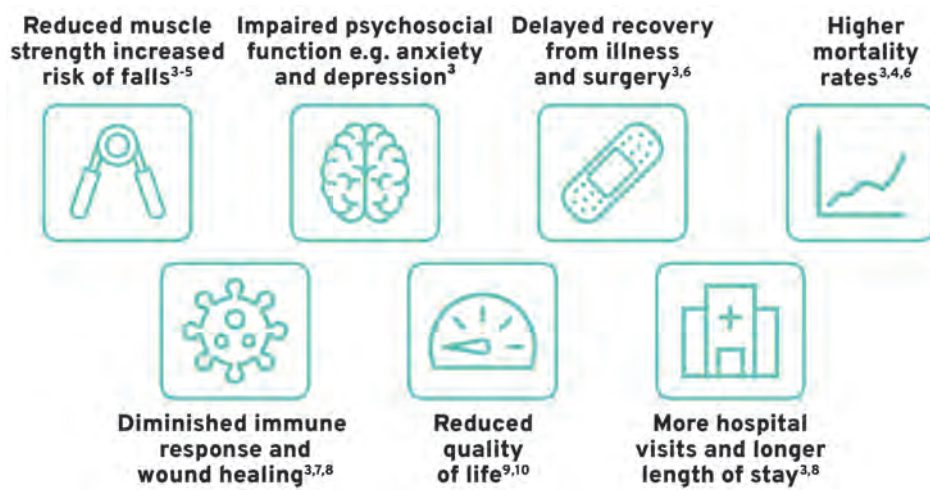 Reduced muscle
strength increased
risk of falls³⁻⁵
Impaired psychosocial
function e.g. anxiety
and depression³
Delayed recovery
from illness
and surgery³,⁶
Higher
mortality
rates³,⁴,⁶
Diminished immune
response and
wound healing³,⁷,⁸
Reduced
quality
of life⁹,¹⁰
More hospital
visits and longer
length of stay³,⁸